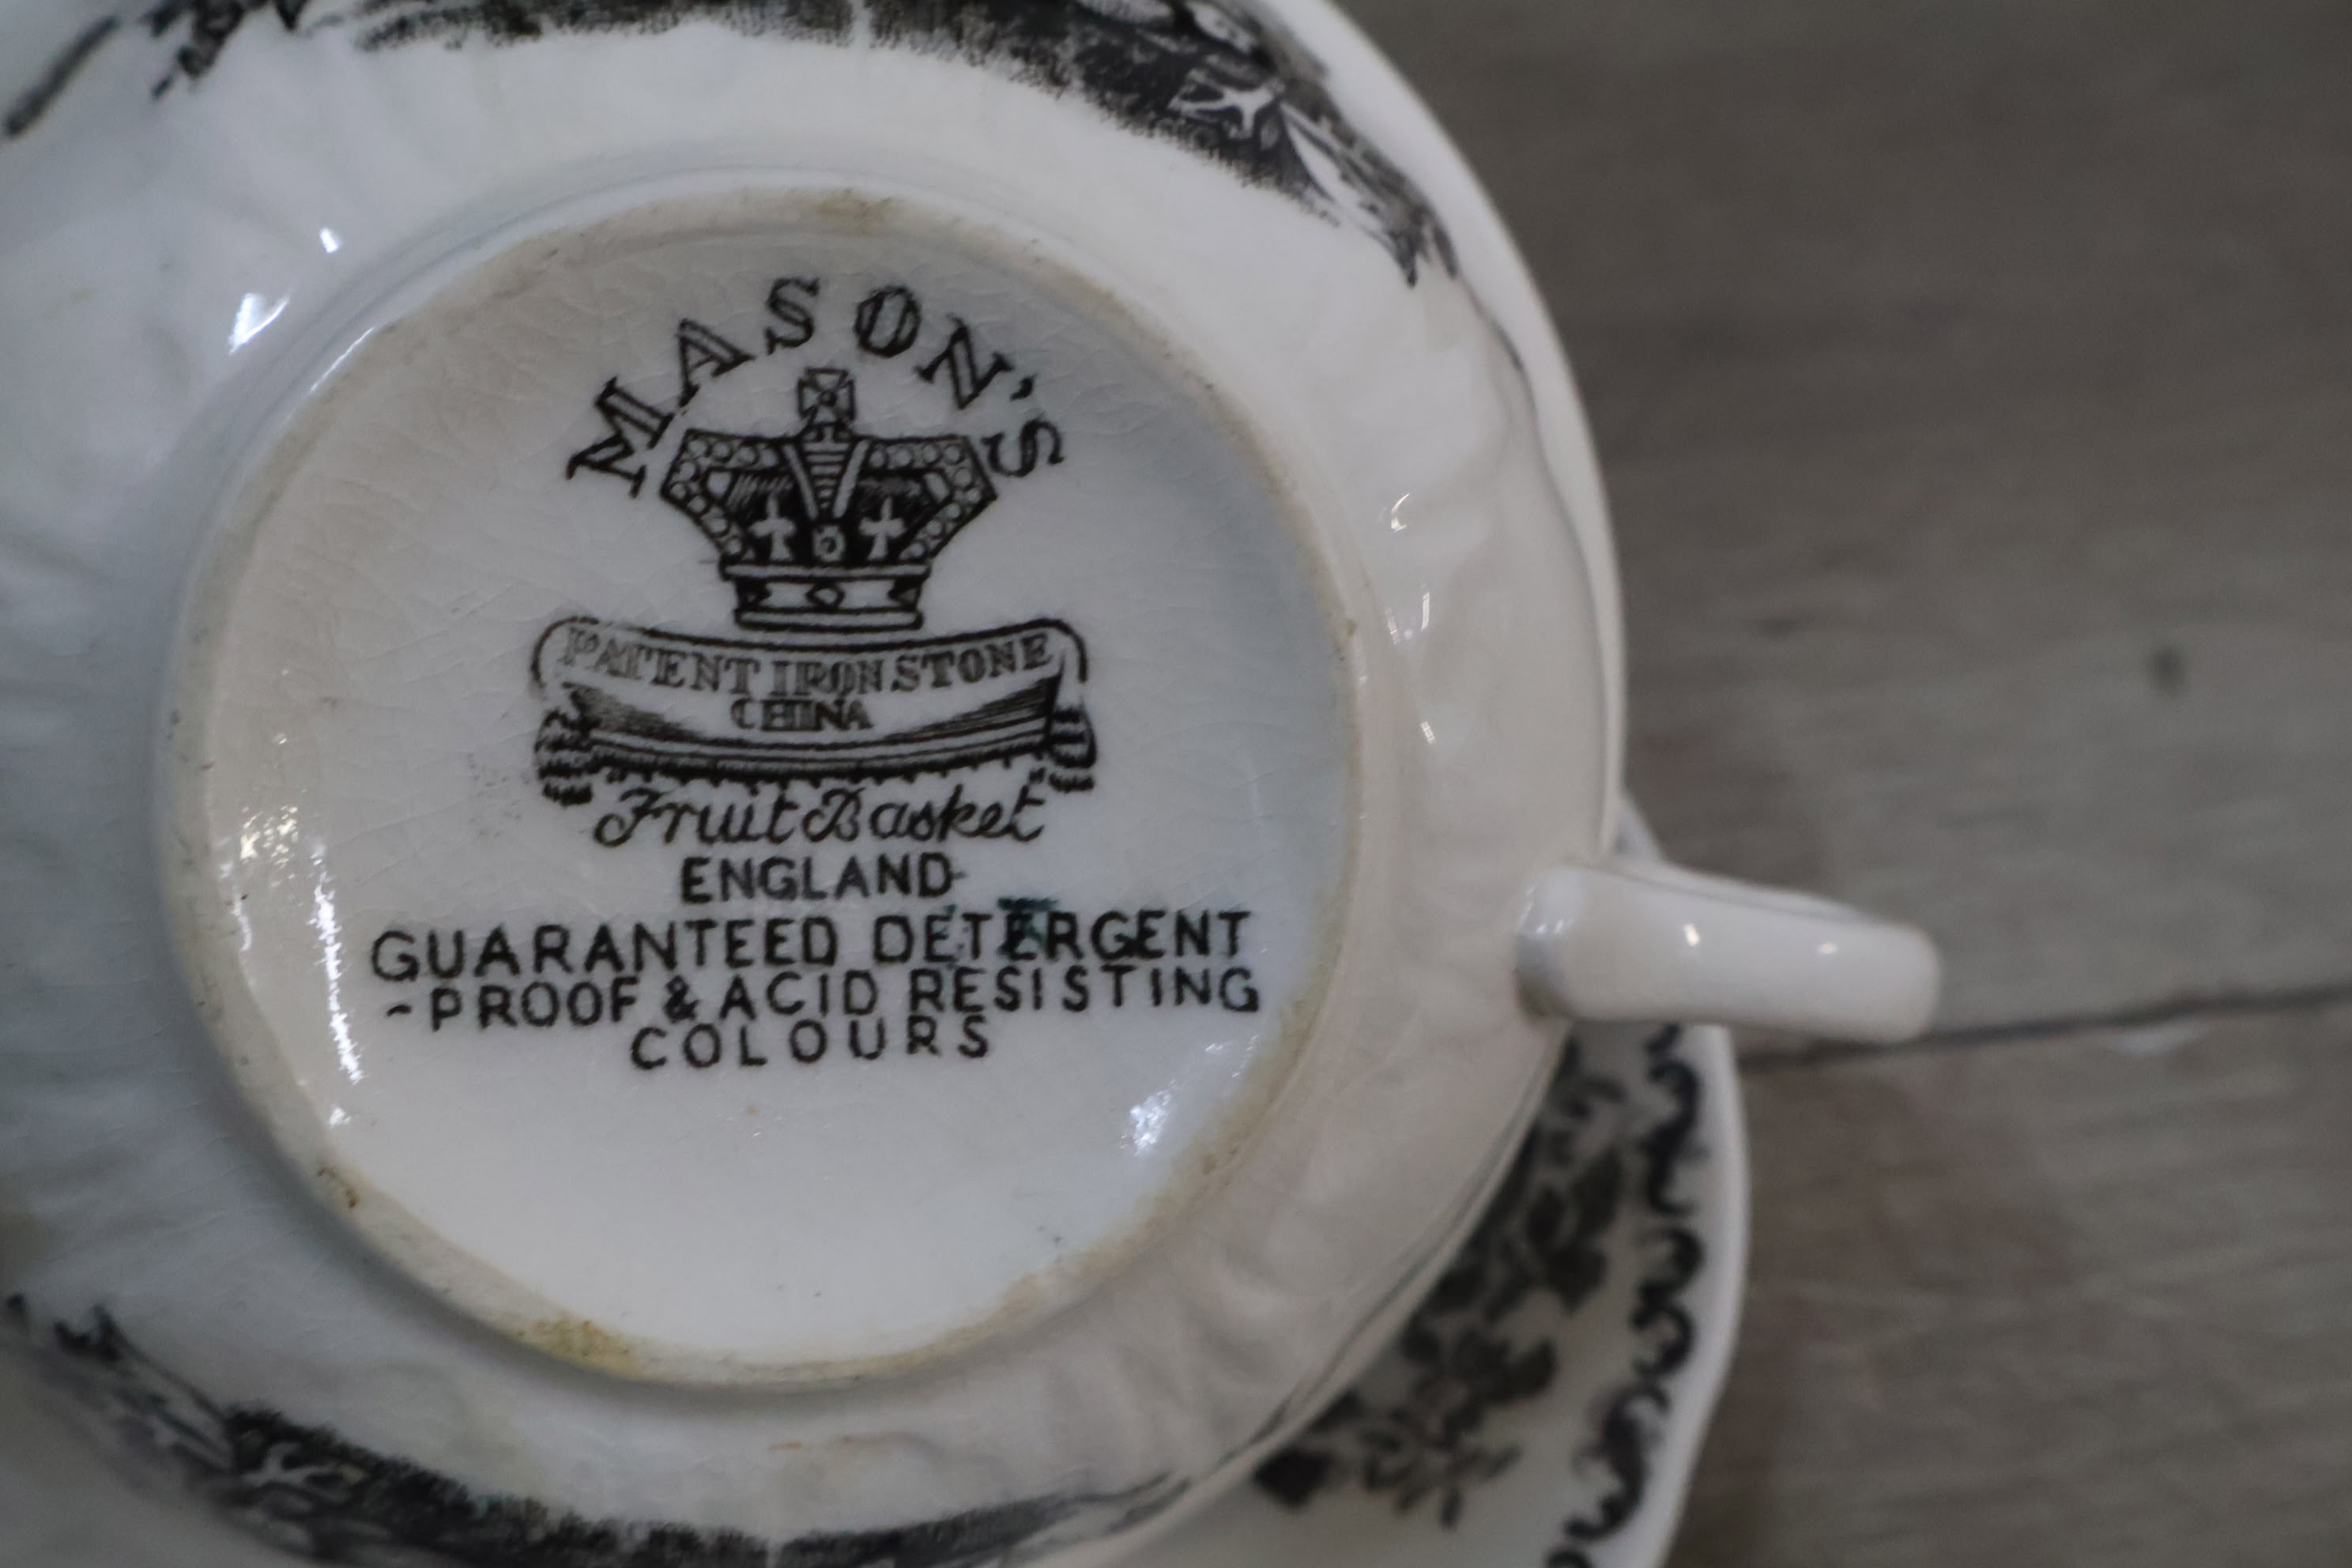 MASON'S
PATENT IRONSTONE
CHINA
"Fruit Basket"
ENGLAND
GUARANTEED DETERGENT
-PROOF & ACID RESISTING
COLOURS